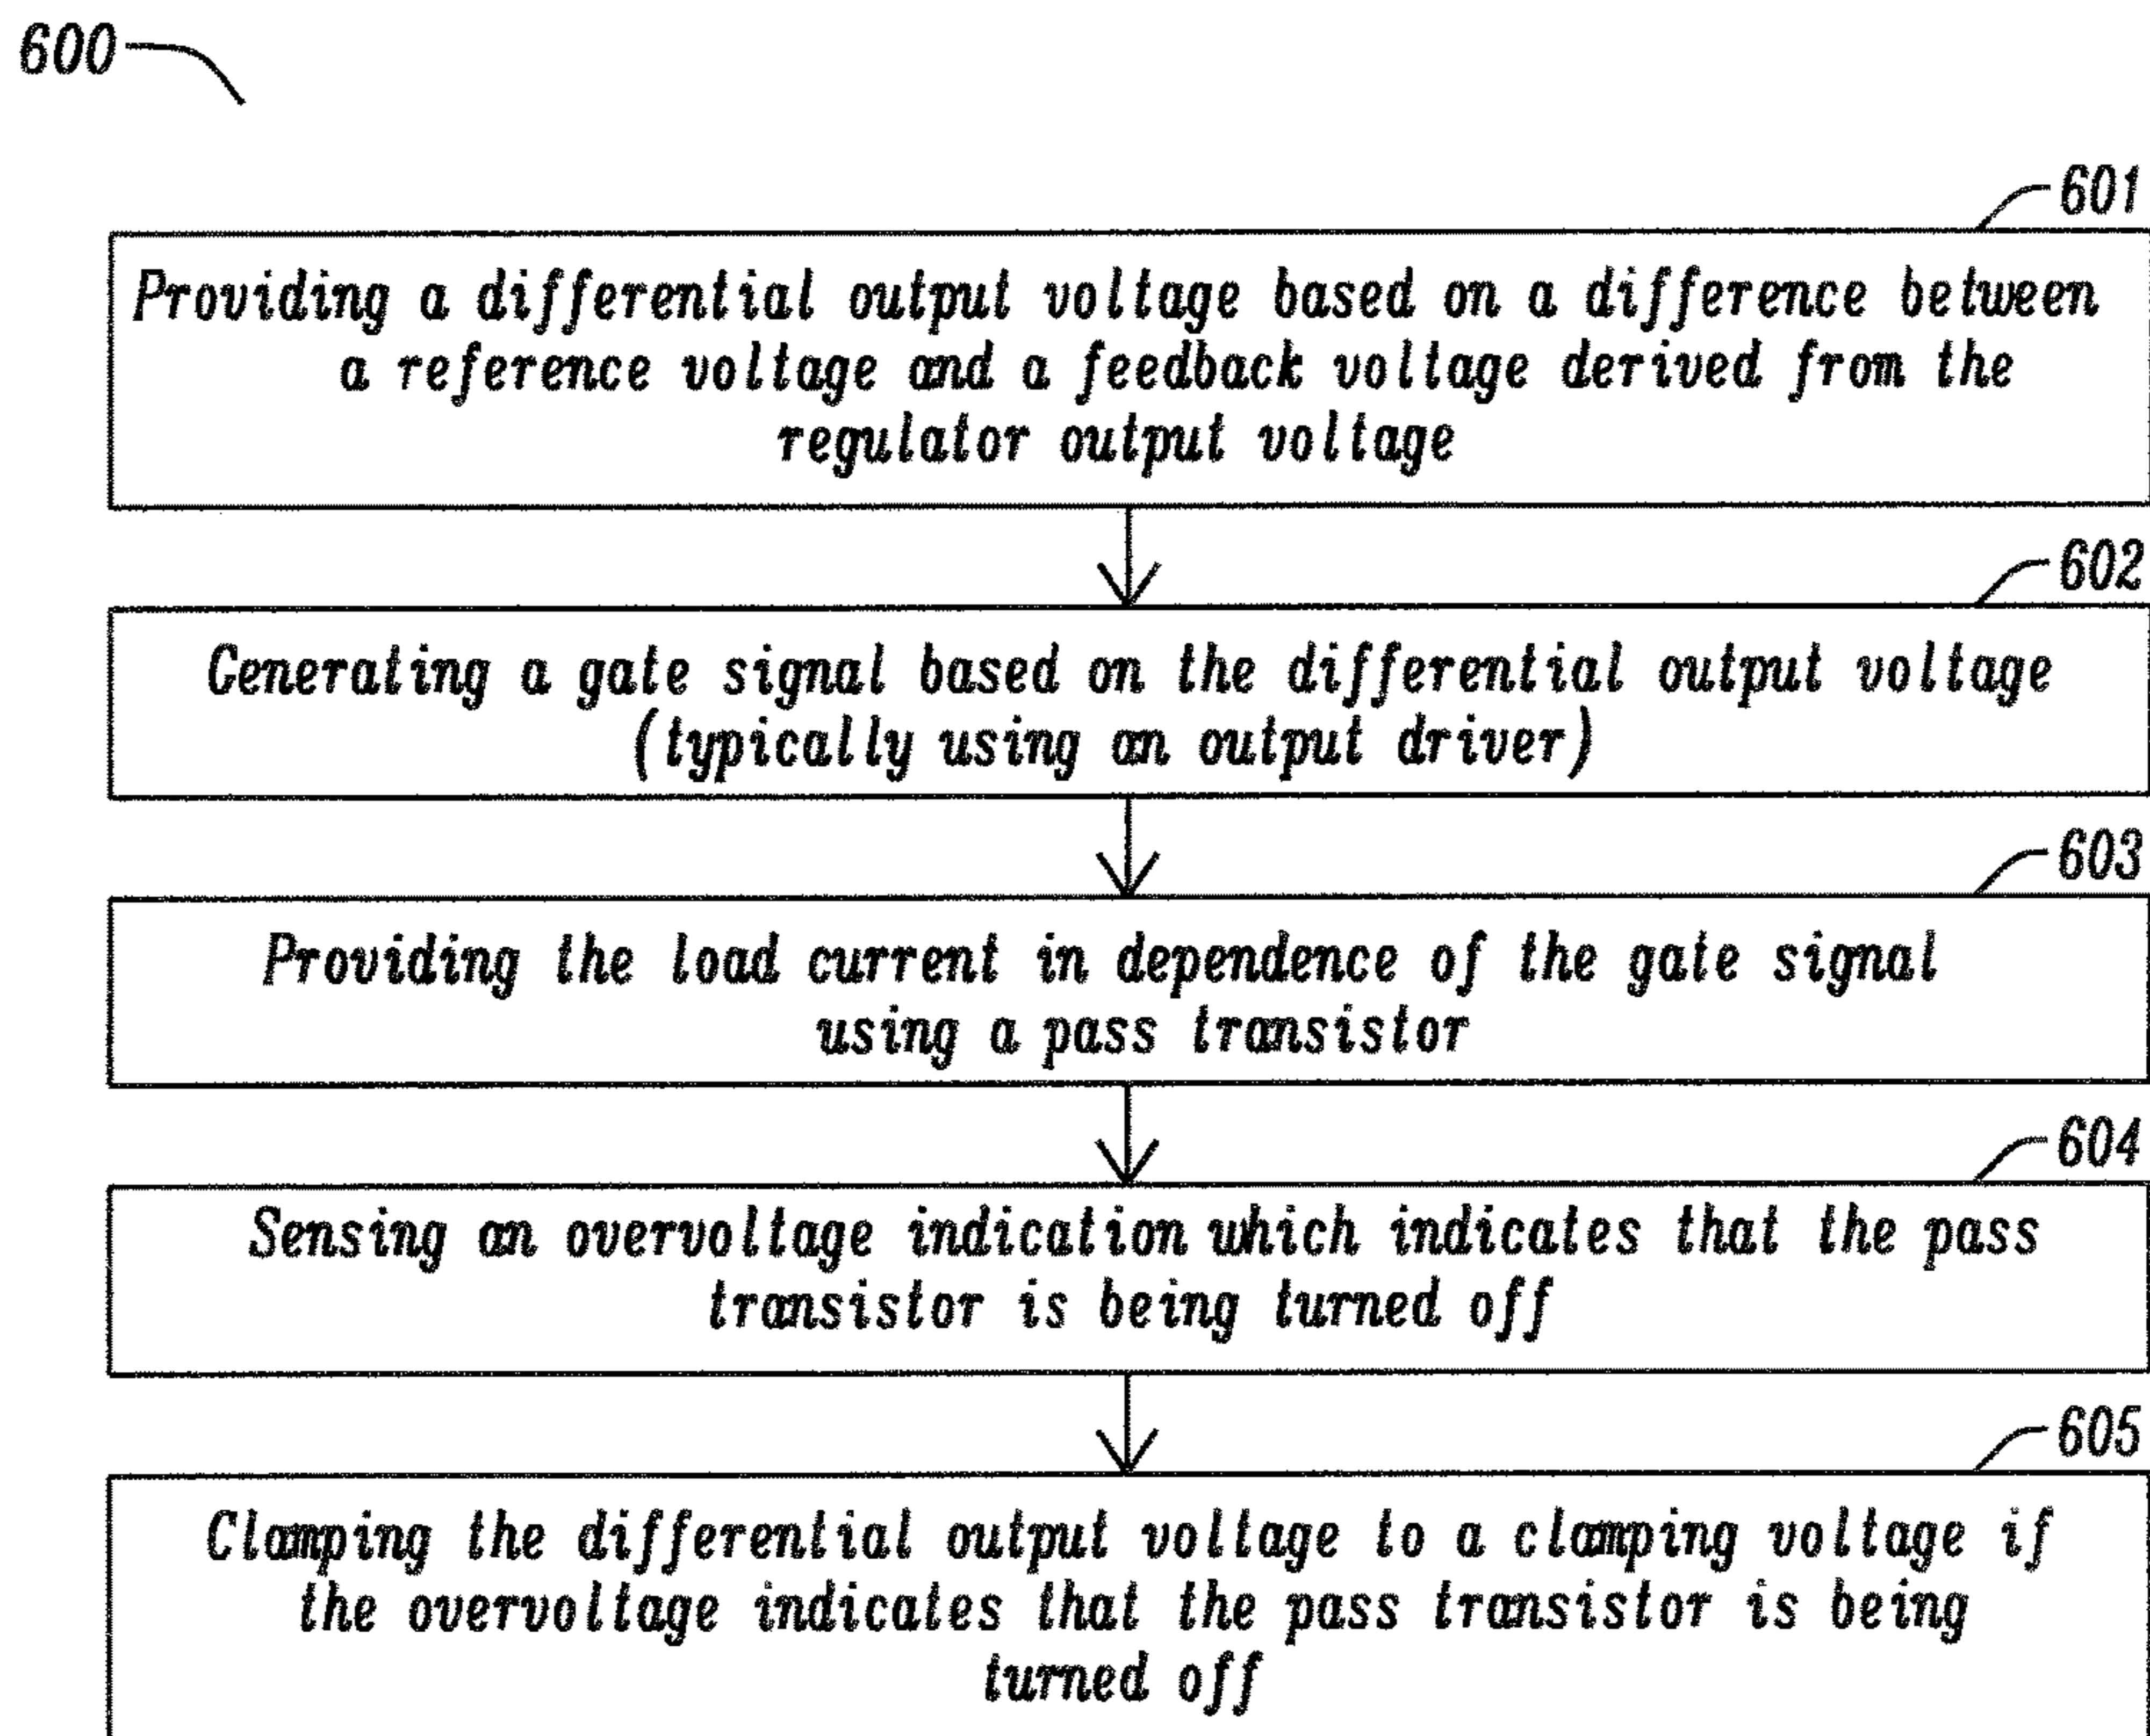 600
601
Providing a differential output voltage based on a difference between
a reference voltage and a feedback voltage derived from the
regulator output voltage
602
Generating a gate signal based on the differential output voltage
(typically using an output driver)
603
Providing the load current in dependence of the gate signal
using a pass transistor
604
Sensing an overvoltage indication which indicates that the pass
transistor is being turned off
605
Clamping the differential output voltage to a clamping voltage if
the overvoltage indicates that the pass transistor is being
turned off